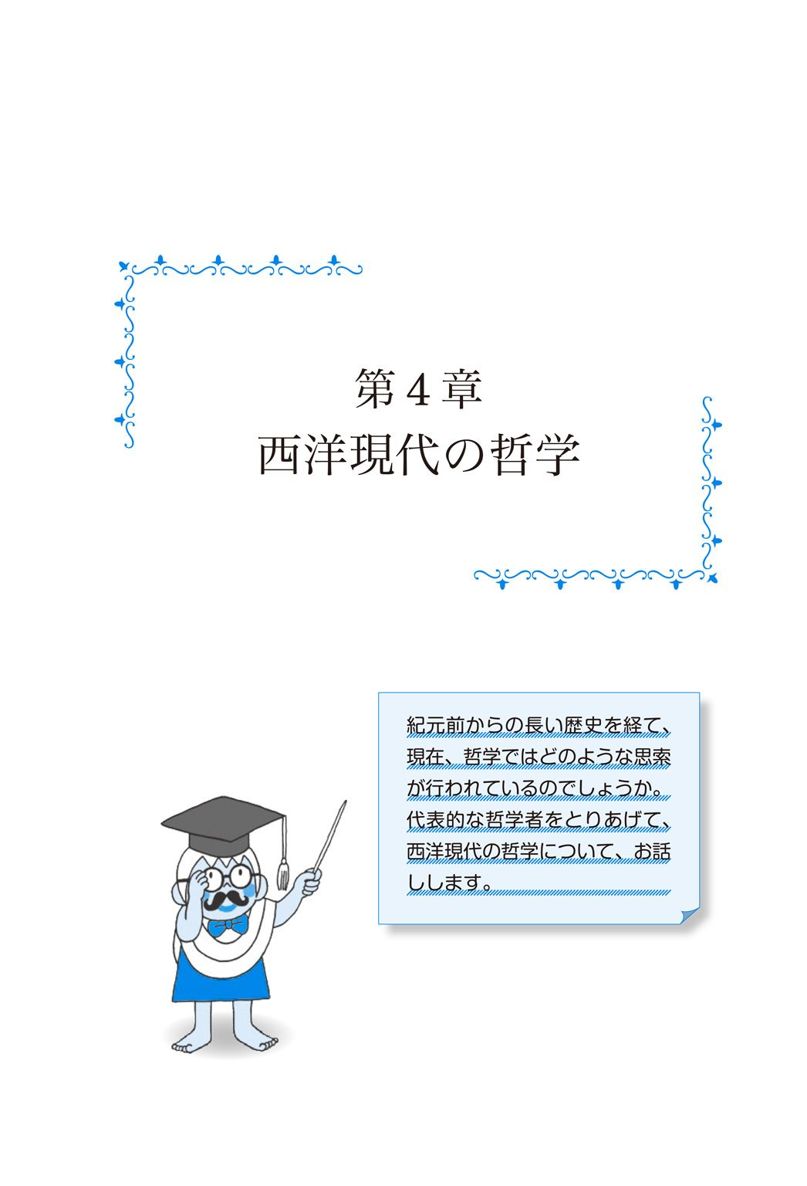 第4章
西洋現代の哲学
紀元前からの長い歴史を経て、
現在、哲学ではどのような思索
が行われているのでしょうか。
代表的な哲学者をとりあげて、
西洋現代の哲学について、お話
しします。